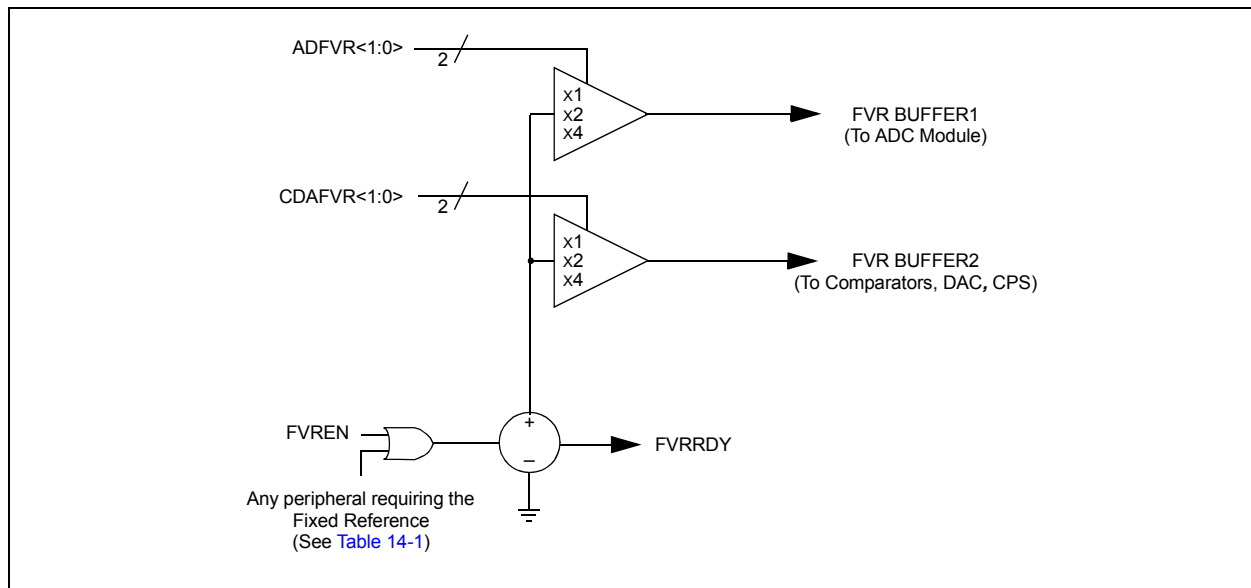 ADFVR<1:0>
2
X1
X2
X4
FVR BUFFER1
(To ADC Module)
CDAFVR<1:0>
2
X1
X2
X4
FVR BUFFER2
(To Comparators, DAC, CPS)
FVREN
+
–
FVRRDY
Any peripheral requiring the
Fixed Reference
(See Table 14-1)